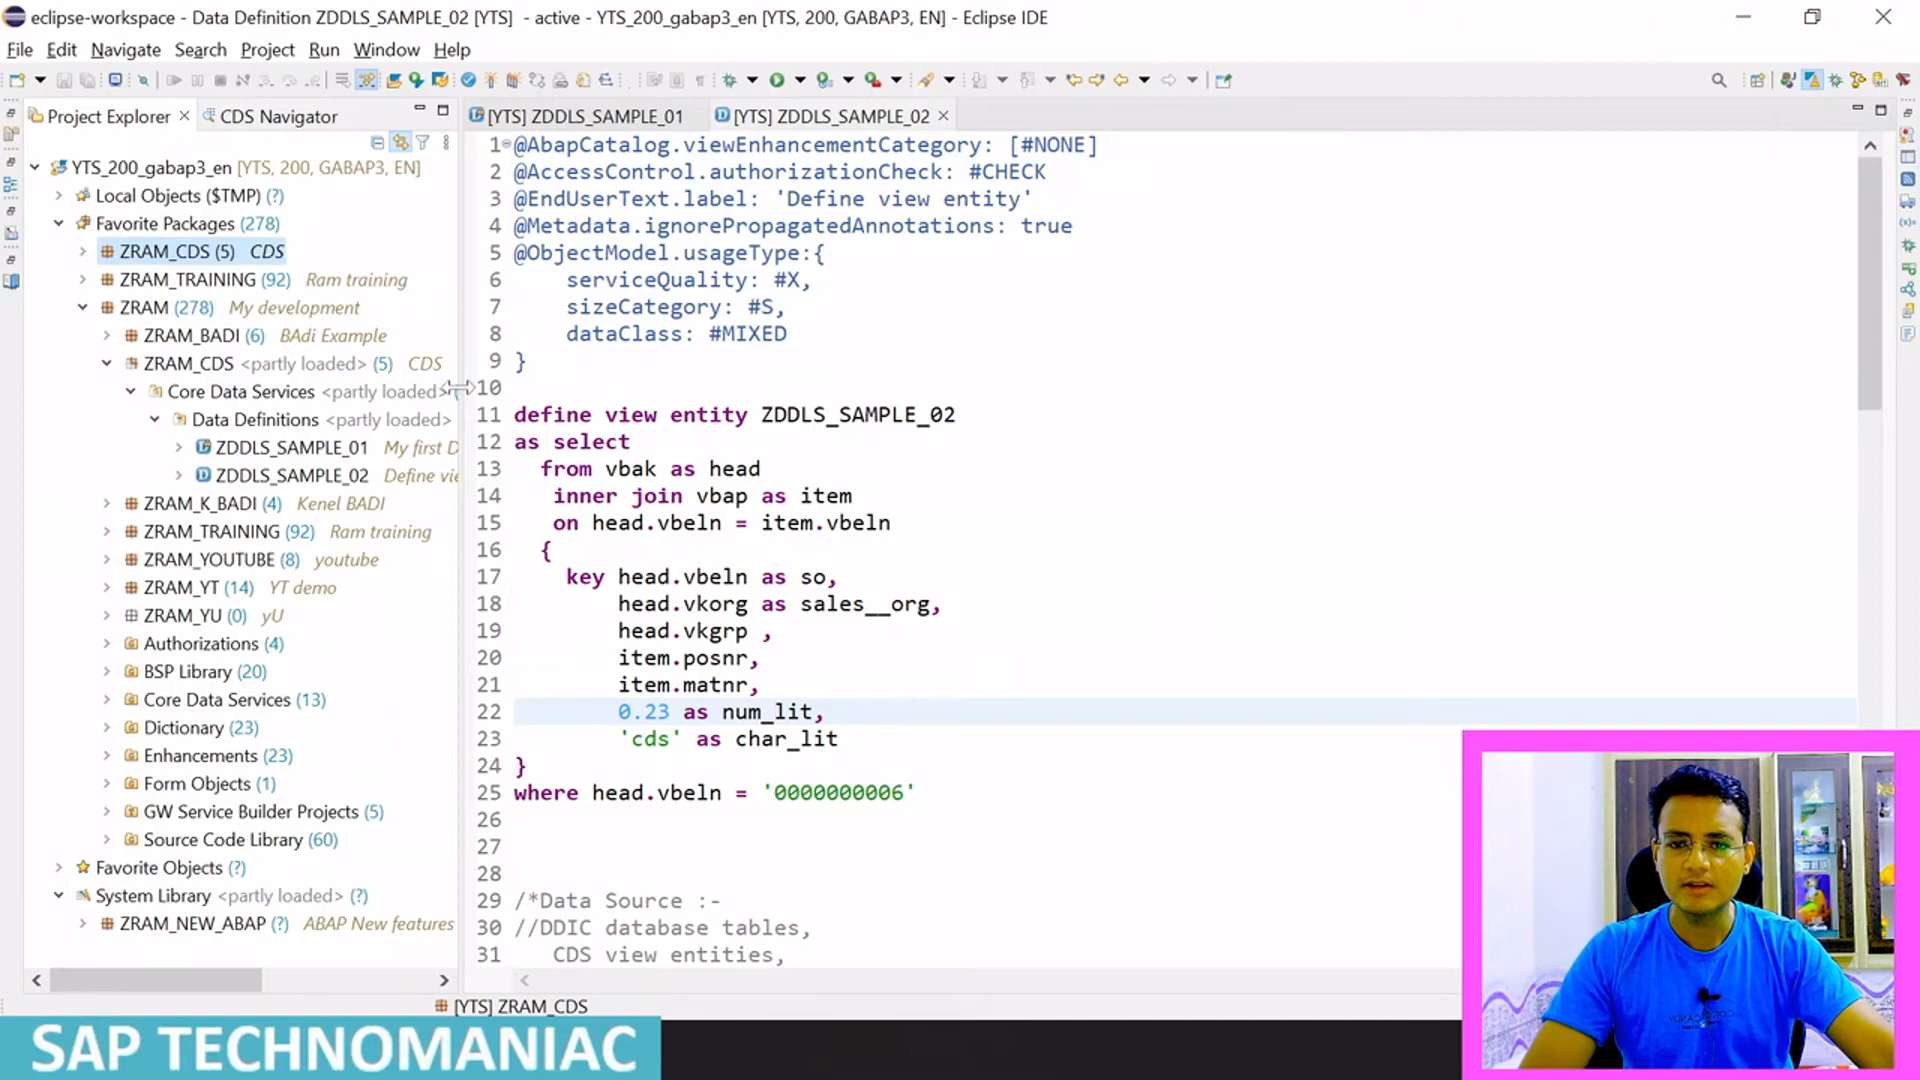 eclipse-workspace - Data Definition ZDDLS_SAMPLE_02 [YTS] - active - YTS_200_gabap3_en [YTS, 200, GABAP3, EN] - Eclipse IDE
File Edit Navigate Search Project Run Window Help
Project Explorer
CDS Navigator
[YTS] ZDDLS_SAMPLE_01
[YTS] ZDDLS_SAMPLE_02
YTS_200_gabap3_en [YTS, 200, GABAP3, EN]
Local Objects ($TMP) (?)
Favorite Packages (278)
ZRAM_CDS (5) CDS
ZRAM_TRAINING (92) Ram training
ZRAM (278) My development
ZRAM_BADI (6) BAdi Example
ZRAM_CDS <partly loaded> (5) CDS
Core Data Services <partly loaded>
Data Definitions <partly loaded>
ZDDLS_SAMPLE_01 My first D
ZDDLS_SAMPLE_02 Define vie
ZRAM_K_BADI (4) Kenel BADI
ZRAM_TRAINING (92) Ram training
ZRAM_YOUTUBE (8) youtube
ZRAM_YT (14) YT demo
ZRAM_YU (0) yU
Authorizations (4)
BSP Library (20)
Core Data Services (13)
Dictionary (23)
Enhancements (23)
Form Objects (1)
GW Service Builder Projects (5)
Source Code Library (60)
Favorite Objects (?)
System Library <partly loaded> (?)
ZRAM_NEW_ABAP (?) ABAP New features
1 @AbapCatalog.viewEnhancementCategory: [#NONE]
2 @AccessControl.authorizationCheck: #CHECK
3 @EndUserText.label: 'Define view entity'
4 @Metadata.ignorePropagatedAnnotations: true
5 @ObjectModel.usageType:{
6 serviceQuality: #X,
7 sizeCategory: #S,
8 dataClass: #MIXED
9 }
10
11 define view entity ZDDLS_SAMPLE_02
12 as select
13 from vbak as head
14 inner join vbap as item
15 on head.vbeln = item.vbeln
16 {
17 key head.vbeln as so,
18 head.vkorg as sales__org,
19 head.vkgrp ,
20 item.posnr,
21 item.matnr,
22 0.23 as num_lit,
23 'cds' as char_lit
24 }
25 where head.vbeln = '0000000006'
26
27
28
29 /*Data Source :-
30 //DDIC database tables,
31 CDS view entities,
[YTS] ZRAM_CDS
SAP TECHNOMANIAC